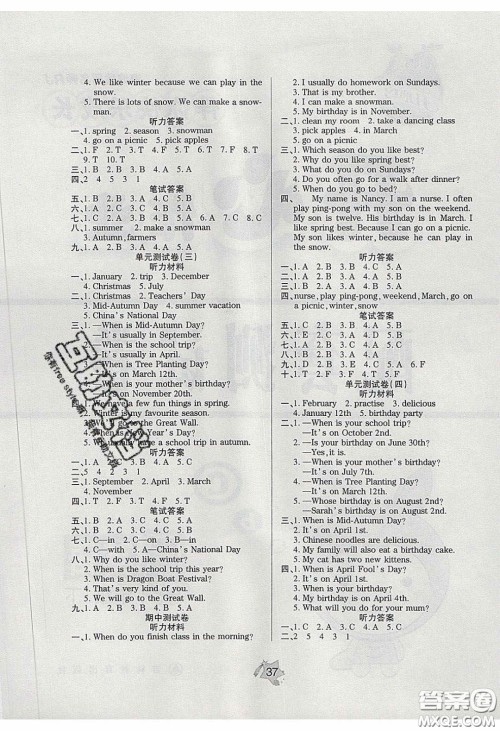 4. We like winter because we can play in the
snow.
5. There is lots of snow. We can make a snow-
man.
听力答案
一、1. spring 2. season 3. snowman
4. go on a picnic 5. pick apples
二、1. F 2. T 3. T 4. T 5. F 6. F 7. F 8. T
9. T 10. T
三、1. B 2. C 3. B 4. A 5. A
四、2 4 5 3 1
笔试答案
五、1. B 2. B 3. A 4. B 5. A
六、1. A 2. B 3. A 4. B 5. B
七、1. C 2. A 3. B 4. C 5. A
八、1. summer 2. make a snowman
3. Autumn, farmers
九、1. B 2. A 3. B 4. A 5. A
单元测试卷(三)
听力材料
一、1. January 2. trip 3. December
4. Christmas 5. July
二、1. Christmas 2. Teachers' Day
3. Mid-Autumn Day 4. summer vacation
5. China's National Day
三、1. —When is Mid-Autumn Day?
—It's usually in September.
—It's usually in April.
—When is Tree Planting Day?
—It's on March 12th.
—When is your mother's birthday?
on November 20th.
have a few fun things in spring.
2. Winter is my favourite season.
3. We will go to the Great Wall.
4. When is New Year's Day?
5. We usually have a school trip in autumn.
听力答案
一、1. B 2. A 3. B 4. A 5. A
二、5 4 2 3 1
三、1. September 2. April 3. March
4. November
四、1. T 2. T 3. F 4. T 5. F
笔试答案
五、1. B 2. A 3. C 4. A 5. B
六、1. A 2. B 3. B 4. B 5. C
七、1. C—with 2. C—on 3. B—in
4. C—with 5. A—China's National Day
八、1. Why do you like winter?
2. When is the school trip this year?
3. When is Dragon Boat Festival?
4. We will go to the Great Wall.
5. We will go to the Great Wall.
九、1. A 2. B 3. B 4. B 5. A
期中测试卷
听力材料
一、1. When do you finish class in the morning?
2. I usually do homework on Sundays.
3. That is my brother.
4. I can make a snowman.
5. My birthday is in November.
二、1. clean my room 2. take a dancing class
3. pick apples 4. in March
5. go on a picnic
三、1. Which season do you like best?
2. Why do you like spring best?
3. How do you celebrate Christmas?
4. Do you often go for a walk after dinner?
5. When do you go to bed?
四、 My name is Nancy. I am a nurse. I often
play ping-pong with my son on the weekend.
My son is twelve. His birthday is in March. I
like spring. Because I can go on a picnic.
My son likes winter, because he can play in
the snow.
听力答案
一、1. A 2. B 3. B 4. C 5. A
二、1. B 2. A 3. A 4. A 5. B
三、1. B 2. B 3. A 4. C 5. B
四、nurse, play ping-pong, weekend, March, go on
a picnic, winter, snow
笔试答案
五、1. C 2. B 3. A 4. B 5. C
六、1. A 2. B 3. A 4. C 5. A
七、1. B 2. A 3. B 4. C 5. B
九、1. D 2. C 3. E 4. A 5. B
十、1. T 2. F 3. F 4. T 5. F
单元测试卷(四)
听力材料
一、1. February 2. practise 3. delicious
4. January 12th 5. birthday party
二、1. —When is your school trip?
—It's on October 2nd.
2. —Is your birthday on June 30th?
—Yes, it is.
3. —When is your mother's birthday?
—It's on March 7th.
4. —When is Tree Planting Day?
—It's on March 12th.
5. —Whose birthday is on August 2nd?
—Sarah's birthday is on August 2nd.
三、1. When is Mid-Autumn Day?
2. It's on April 1st.
3. Chinese noodles are delicious.
4. My family will also eat bread and cake.
5. My cat has two new kittens.
四、1. When is April Fool's Day?
2. It's on April 1st.
3. When is your birthday?
4. My birthday is on April 4th.
5. What will you do for your mum?
听力答案
一、1. B 2. A 3. B 4. B 5. A
二、2 5 4 3 1
37
答案圈
MXQE.COM